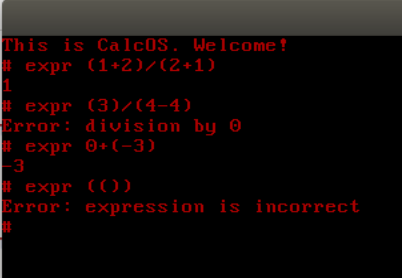 This is CalcOS. Welcome!
# expr (1+2)/(2+1)
1
# expr (3)/(4-4)
Error: division by 0
# expr 0+(-3)
-3
# expr (())
Error: expression is incorrect
#